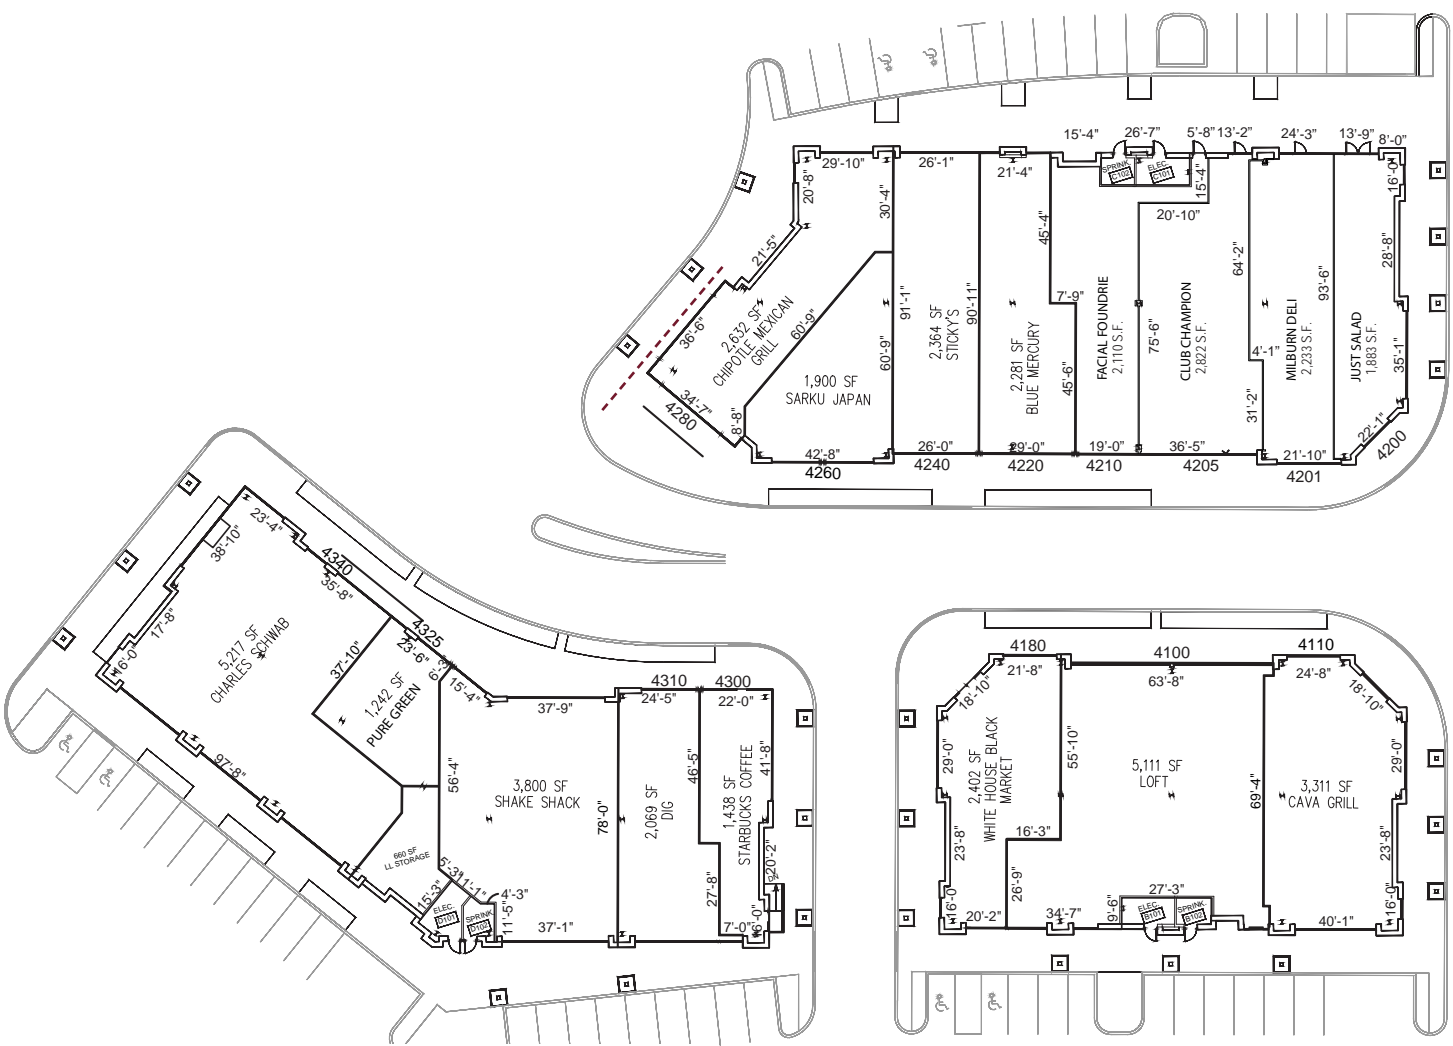 15'-4"
26'-7"
5'-8"
13'-2"
24'-3"
13'-9"
8'-0"
29'-10"
26'-1"
21'-4"
SPRINK.
C102
ELEC.
C101
15'-4"
16'-0"
20'-8"
30'-4"
20'-10"
45'-4"
21'-5"
64'-2"
28'-8"
36'-6"
2,632 SF
CHIPOTLE MEXICAN
GRILL
60'-9"
91'-1"
90'-11"
7'-9"
93'-6"
2,364 SF
STICKY'S
2,281 SF
BLUE MERCURY
FACIAL FOUNDRIE
2,110 S.F.
75'-6"
CLUB CHAMPION
2,822 S.F.
4'-1"
MILBURN DELI
2,233 S.F.
JUST SALAD
1,883 S.F.
35'-1"
60'-9"
45'-6"
1,900 SF
SARKU JAPAN
31'-2"
34'-7"
4280
8'-8"
22'-1"
4200
42'-8"
26'-0"
29'-0"
19'-0"
36'-5"
21'-10"
4260
4240
4220
4210
4205
4201
23'-4"
38'-10"
4340
35'-8"
17'-8"
16'-0"
5,217 SF
CHARLES SCHWAB
37'-10"
4325
23'-6"
1,242 SF
PURE GREEN
15'-4"
37'-9"
4310
24'-5"
4300
22'-0"
97'-8"
56'-4"
3,800 SF
SHAKE SHACK
78'-0"
46'-5"
41'-8"
2,069 SF
DIG
1,438 SF
STARBUCKS COFFEE
660 SF
LL STORAGE
5'-3"
15'-3"
4'-3"
11'-5"
ELEC.
D101
SPRINK.
D102
37'-1"
27'-8"
20'-2"
7'-0"
6'-0"
4180
21'-8"
4100
63'-8"
4110
24'-8"
18'-10"
18'-10"
29'-0"
2,402 SF
WHITE HOUSE BLACK
MARKET
55'-10"
5,111 SF
LOFT
69'-4"
3,311 SF
CAVA GRILL
29'-0"
23'-8"
16'-3"
23'-8"
26'-9"
27'-3"
9'-6"
ELEC.
B101
SPRINK.
B102
16'-0
20'-2"
34'-7"
40'-1"
16'-0"